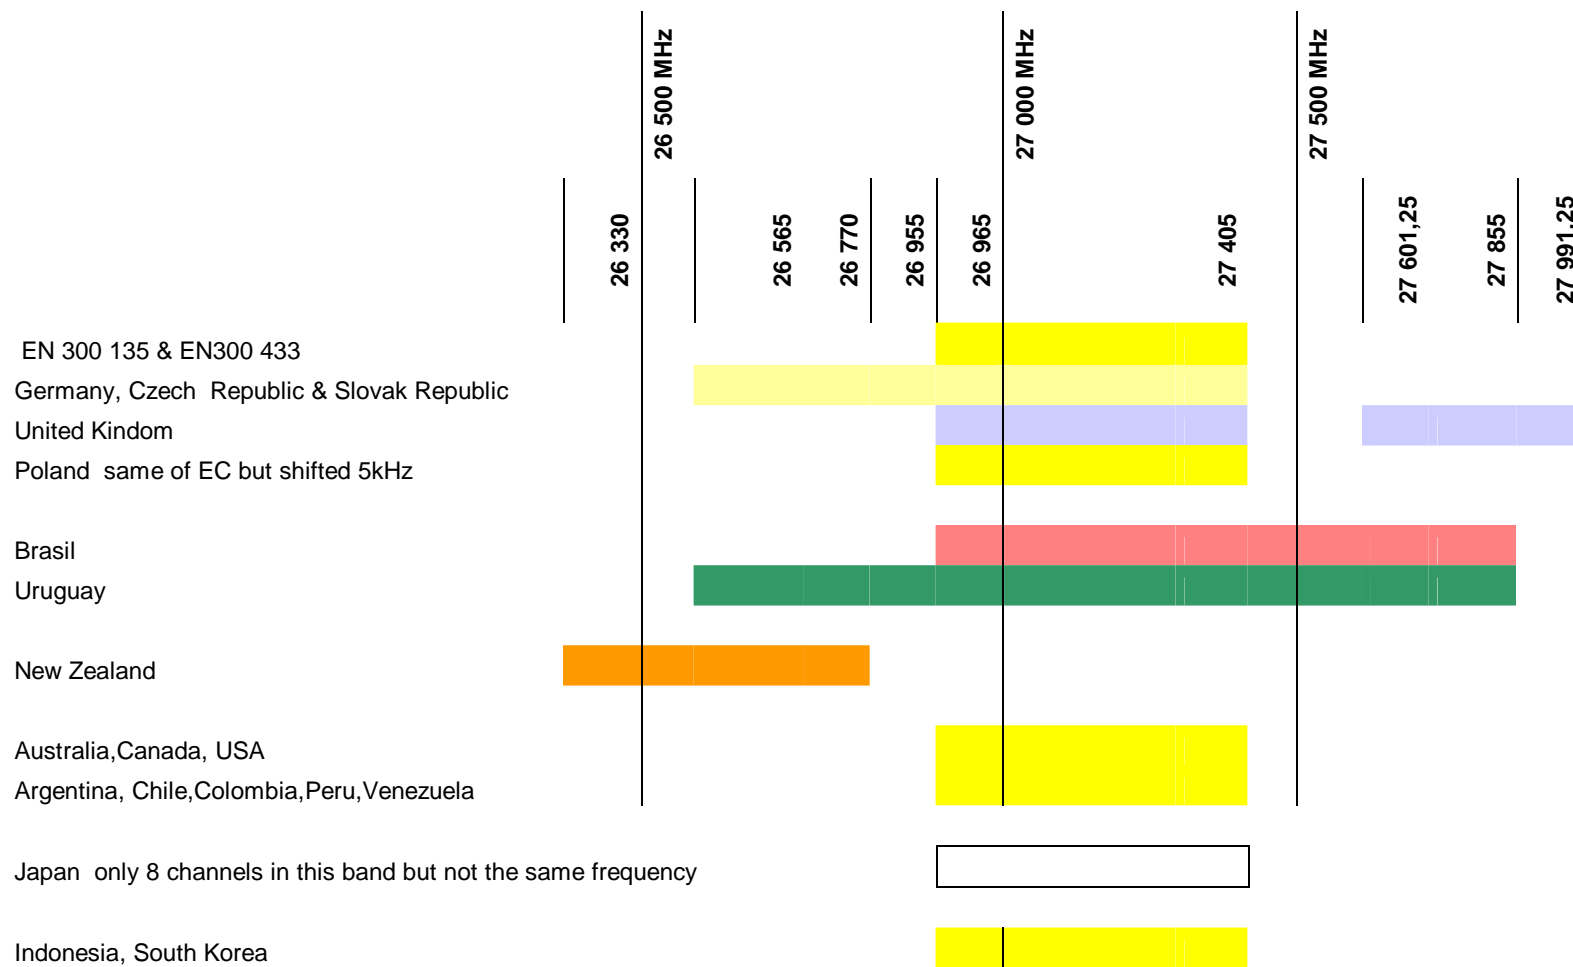 26 500 MHz
27 000 MHz
27 500 MHz
26 330
26 565
26 770
26 955
26 965
27 405
27 601,25
27 855
27 991,25
EN 300 135 & EN300 433
Germany, Czech Republic & Slovak Republic
United Kindom
Poland same of EC but shifted 5kHz
Brasil
Uruguay
New Zealand
Australia,Canada, USA
Argentina, Chile,Colombia,Peru,Venezuela
Japan only 8 channels in this band but not the same frequency
Indonesia, South Korea